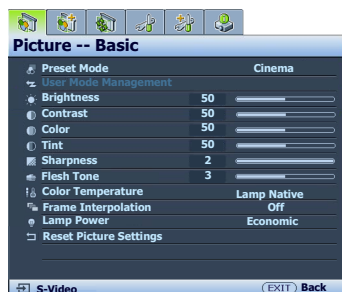 Picture -- Basic
Preset Mode Cinema
User Mode Management
Brightness 50
Contrast 50
Color 50
Tint 50
Sharpness 2
Flesh Tone 3
Color Temperature Lamp Native
Frame Interpolation Off
Lamp Power Economic
Reset Picture Settings
S-Video EXIT Back